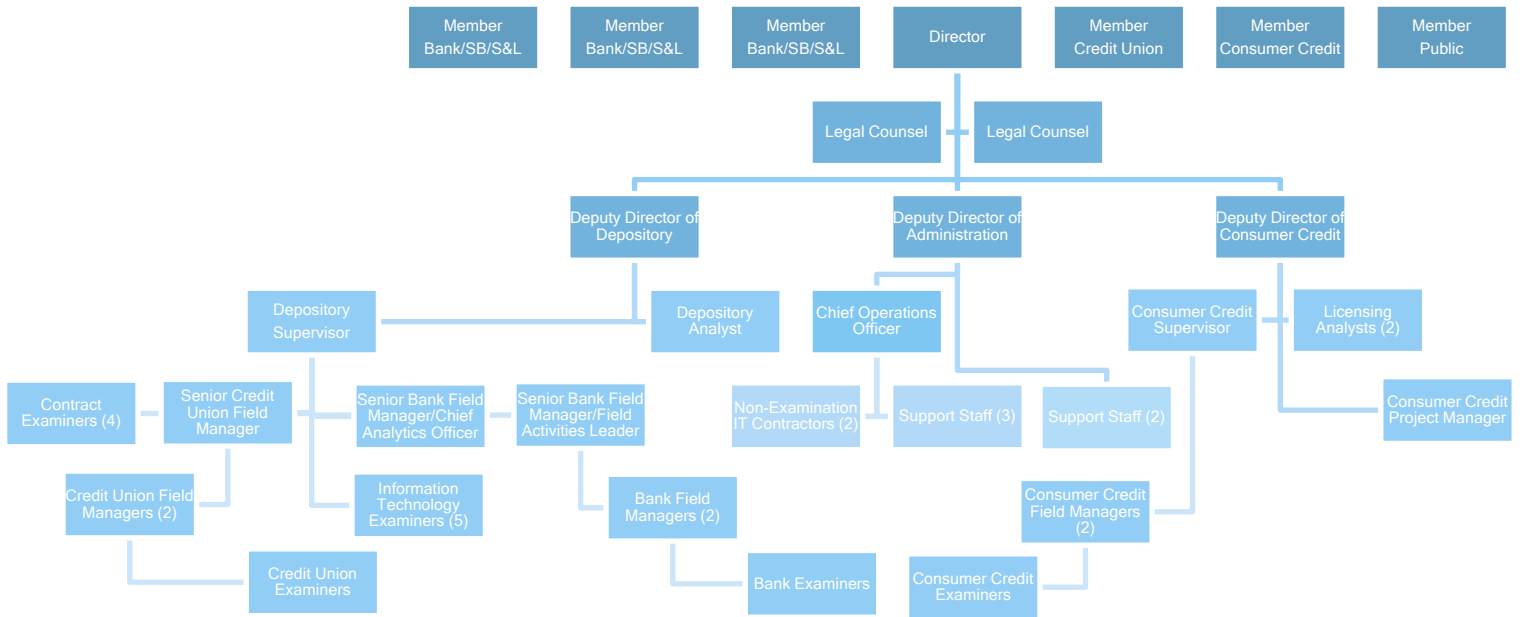 Member
Bank/SB/S&L
Member
Bank/SB/S&L
Member
Bank/SB/S&L
Director
Member
Credit Union
Member
Consumer Credit
Member
Public
Legal Counsel
Legal Counsel
Deputy Director of
Depository
Deputy Director of
Administration
Deputy Director of
Consumer Credit
Depository
Supervisor
Depository
Analyst
Chief Operations
Officer
Consumer Credit
Supervisor
Licensing
Analysts (2)
Contract
Examiners (4)
Senior Credit
Union Field
Manager
Senior Bank Field
Manager/Chief
Analytics Officer
Senior Bank Field
Manager/Field
Activities Leader
Non-Examination
IT Contractors (2)
Support Staff (3)
Support Staff (2)
Consumer Credit
Project Manager
Credit Union Field
Managers (2)
Information
Technology
Examiners (5)
Bank Field
Managers (2)
Consumer Credit
Field Managers
(2)
Credit Union
Examiners
Bank Examiners
Consumer Credit
Examiners